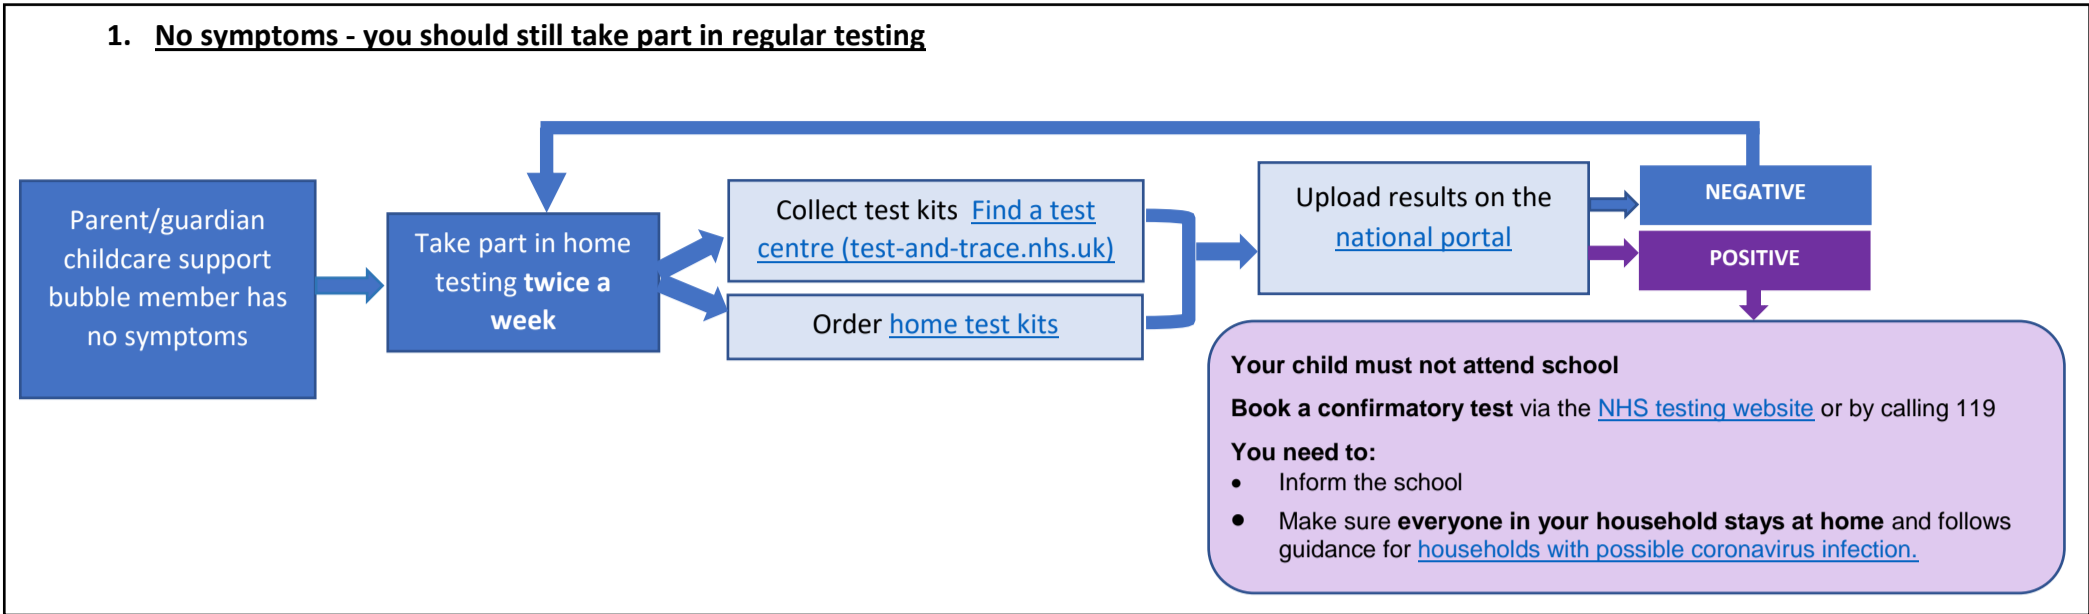 1. No symptoms - you should still take part in regular testing
Parent/guardian
childcare support
bubble member has
no symptoms
Take part in home
testing twice a
week
Collect test kits Find a test
centre (test-and-trace.nhs.uk)
Order home test kits
Upload results on the
national portal
NEGATIVE
POSITIVE
Your child must not attend school
Book a confirmatory test via the NHS testing website or by calling 119
You need to:
• Inform the school
• Make sure everyone in your household stays at home and follows
guidance for households with possible coronavirus infection.